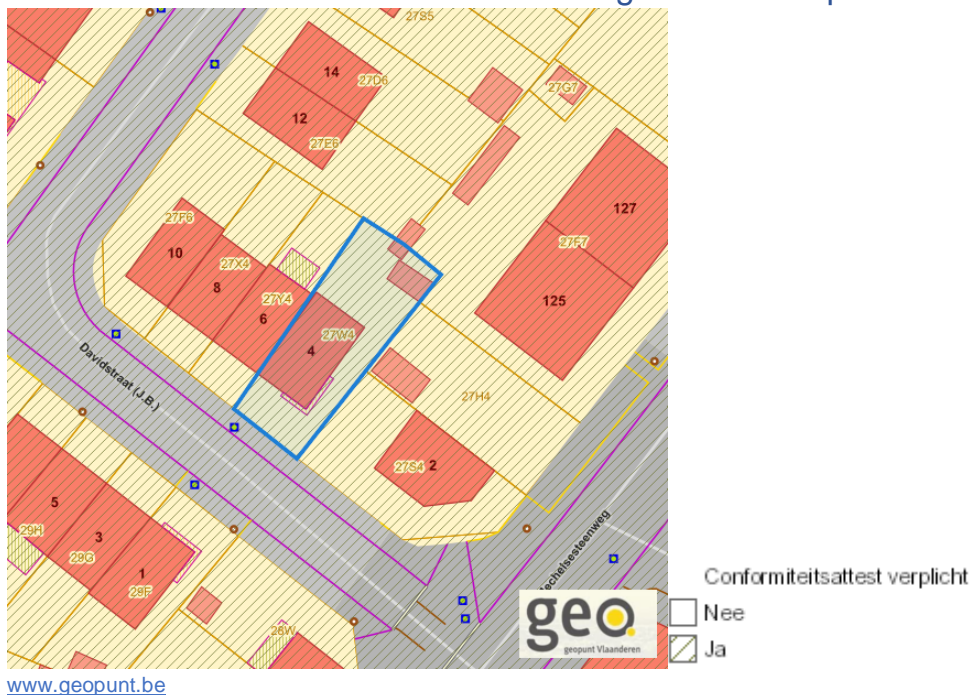 27S5
14
27D6
27G7
12
27E6
127
27F6
27F7
10
27X4
8
27Y4
125
6
27W4
4
Davidstraat (J.B.)
27H4
27S4 2
5
29H
3
29G
1
29F
28W
Mechelsesteenweg
geo.
geopunt Vlaanderen
Conformiteitsattest verplicht
Nee
Ja
www.geopunt.be